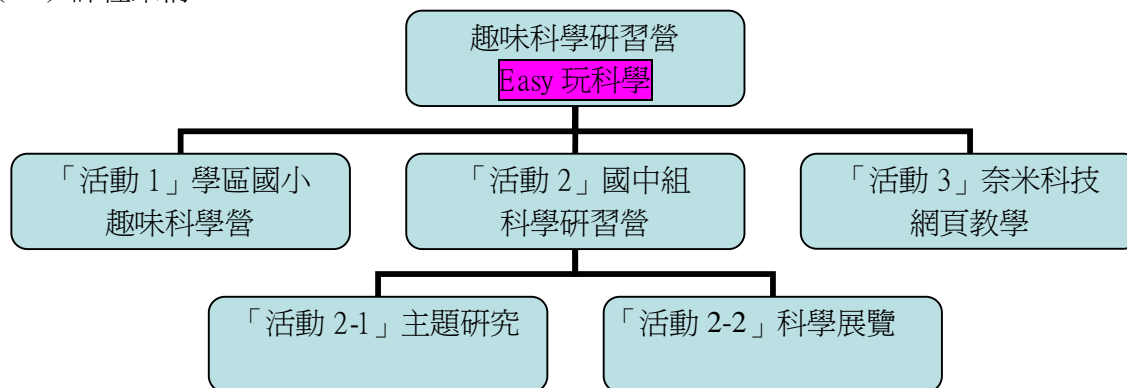 趣味科學研習營
Easy 玩科學
「活動 1」學區國小
趣味科學營
「活動 2」國中組
科學研習營
「活動 3」奈米科技
網頁教學
「活動 2-1」主題研究
「活動 2-2」科學展覽